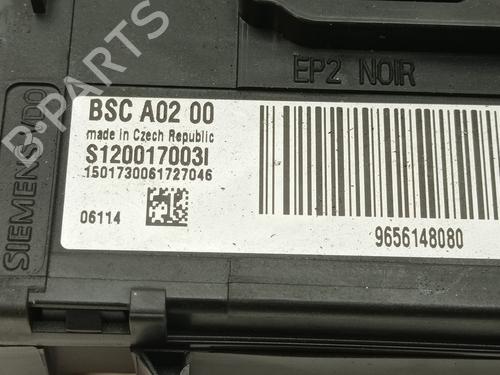 EP2 NOIR
SIEMENS VDO
BSC A02 00
made in Czech Republic
S120017003I
1501730061727046
06114
9656148080
B-PARTS